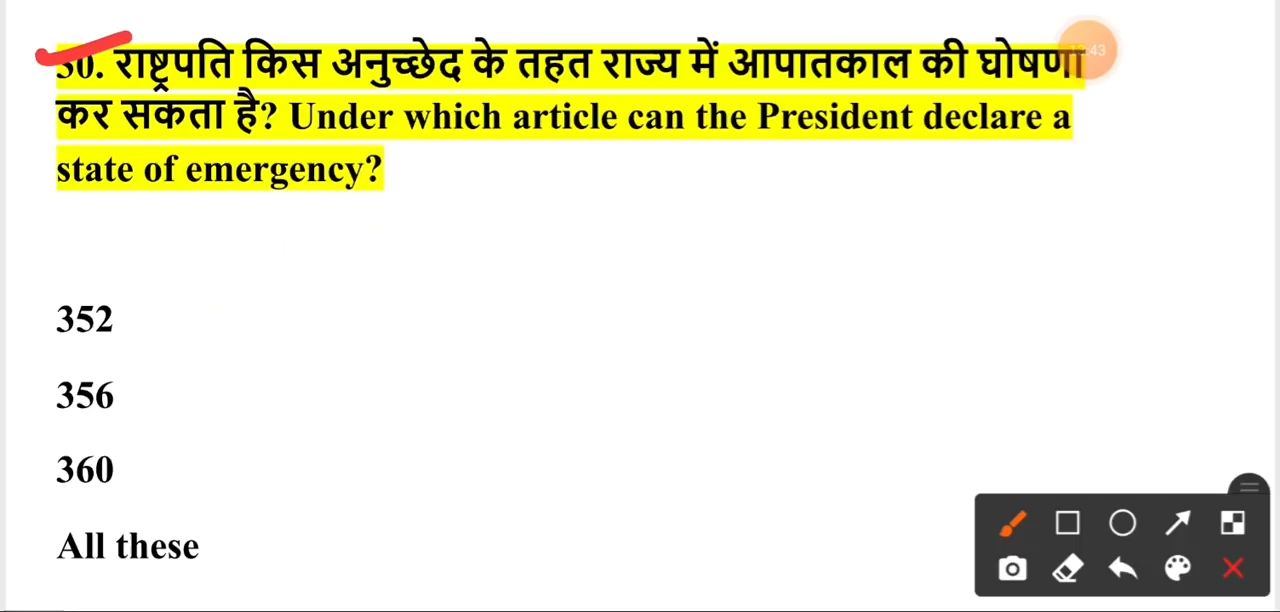 50. राष्ट्रपति किस अनुच्छेद के तहत राज्य में आपातकाल की घोषणा
कर सकता है? Under which article can the President declare a
state of emergency?
352
356
360
All these